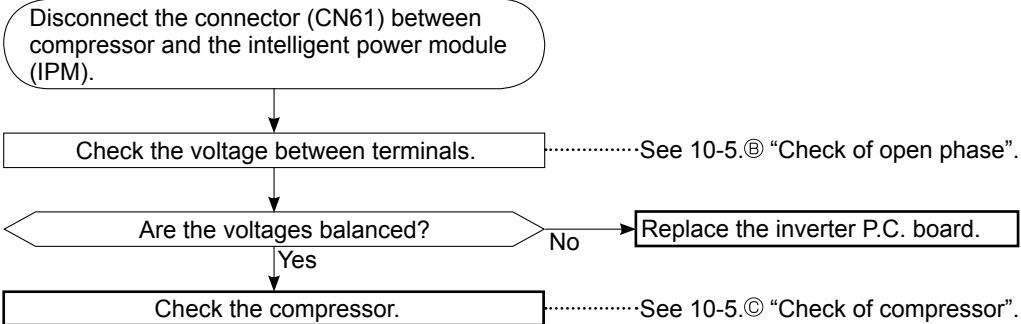 Disconnect the connector (CN61) between
compressor and the intelligent power module
(IPM).
Check the voltage between terminals.
See 10-5.Ⓑ “Check of open phase”.
Are the voltages balanced?
No
Replace the inverter P.C. board.
Yes
Check the compressor.
See 10-5.Ⓒ “Check of compressor”.